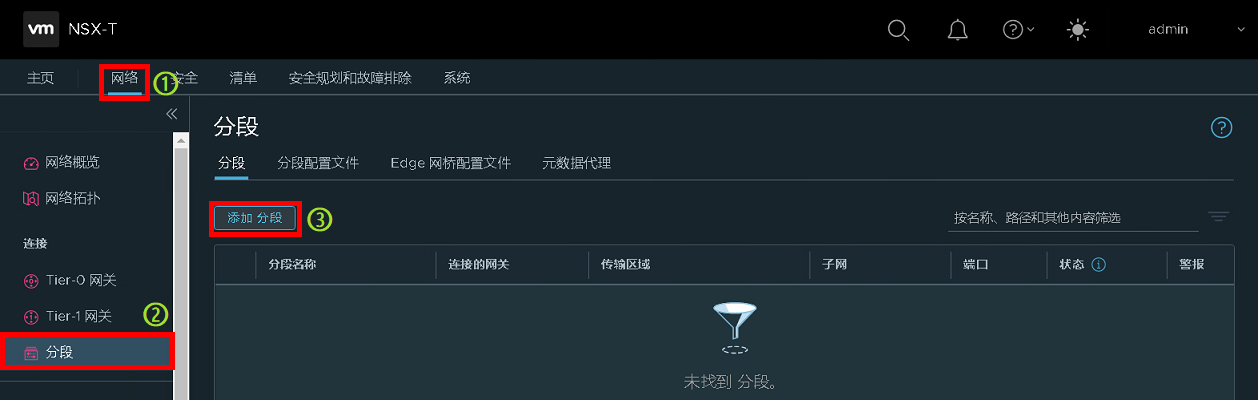 vm NSX-T admin
主页 网络 ① 安全 清单 安全规划和故障排除 系统
分段
网络概览
分段 分段配置文件 Edge 网桥配置文件 元数据代理
网络拓扑
添加 分段 ③ 按名称、路径和其他内容筛选
连接
分段名称 连接的网关 传输区域 子网 端口 状态 警报
Tier-0 网关
Tier-1 网关 ②
分段
未找到 分段。